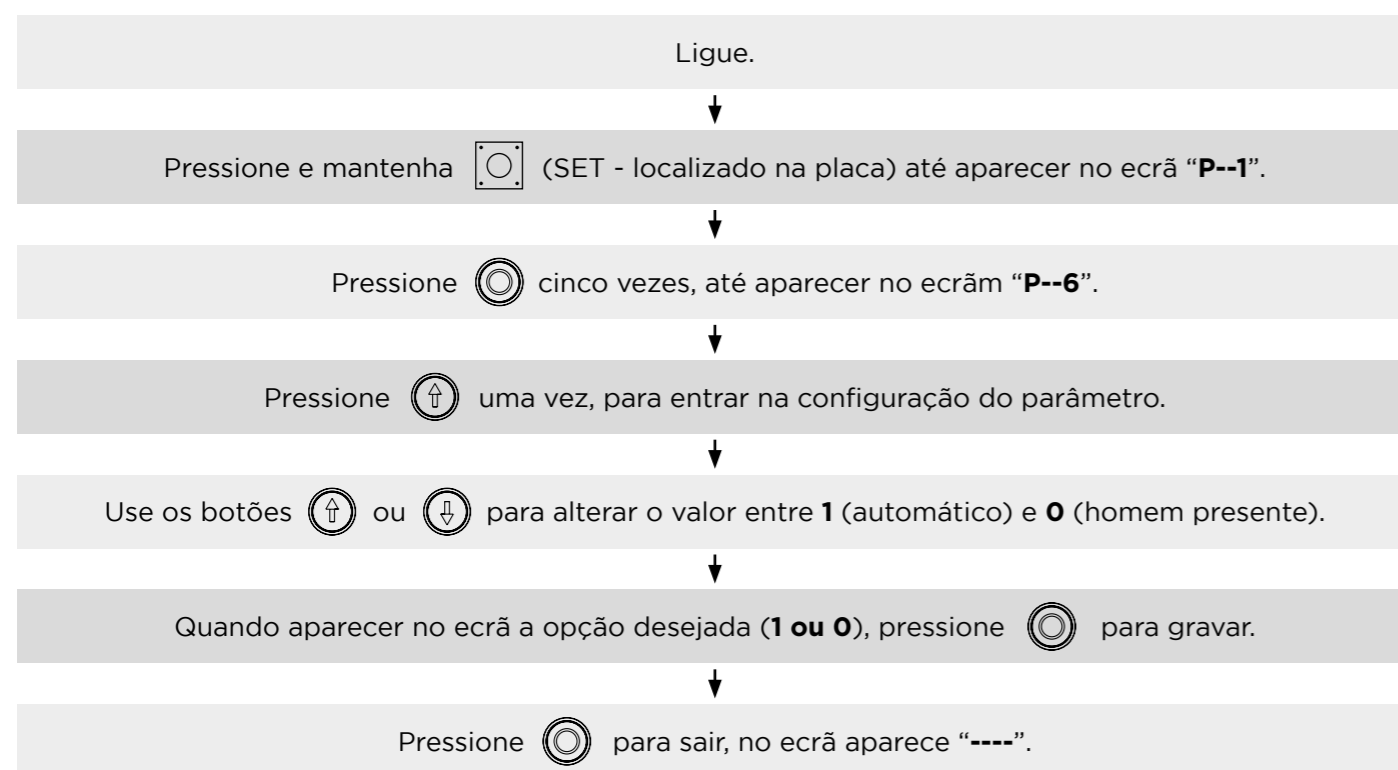 Ligue.
Pressione e mantenha (SET - localizado na placa) até aparecer no ecrã “P--1”.
Pressione cinco vezes, até aparecer no ecrãm “P--6”.
Pressione uma vez, para entrar na configuração do parâmetro.
Use os botões ou para alterar o valor entre 1 (automático) e 0 (homem presente).
Quando aparecer no ecrã a opção desejada (1 ou 0), pressione para gravar.
Pressione para sair, no ecrã aparece “----”.